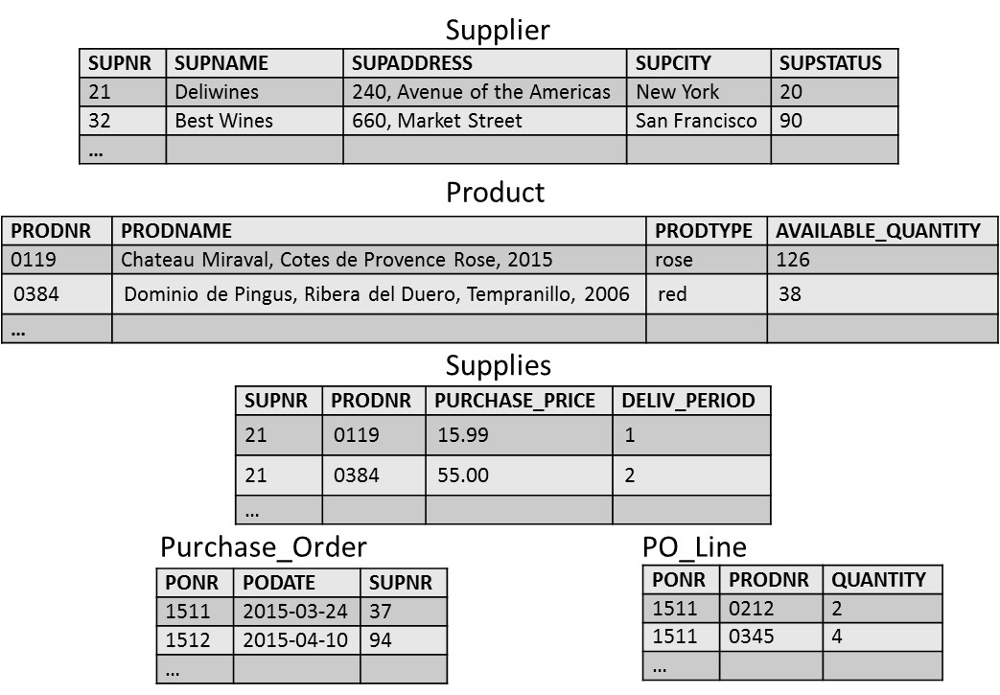 Supplier
SUPNR SUPNAME SUPADDRESS SUPCITY SUPSTATUS
21 Deliwines 240, Avenue of the Americas New York 20
32 Best Wines 660, Market Street San Francisco 90
...
Product
PRODNR PRODNAME PRODTYPE AVAILABLE_QUANTITY
0119 Chateau Miraval, Cotes de Provence Rose, 2015 rose 126
0384 Dominio de Pingus, Ribera del Duero, Tempranillo, 2006 red 38
...
Supplies
SUPNR PRODNR PURCHASE_PRICE DELIV_PERIOD
21 0119 15.99 1
21 0384 55.00 2
...
Purchase_Order
PONR PODATE SUPNR
1511 2015-03-24 37
1512 2015-04-10 94
...
PO_Line
PONR PRODNR QUANTITY
1511 0212 2
1511 0345 4
...